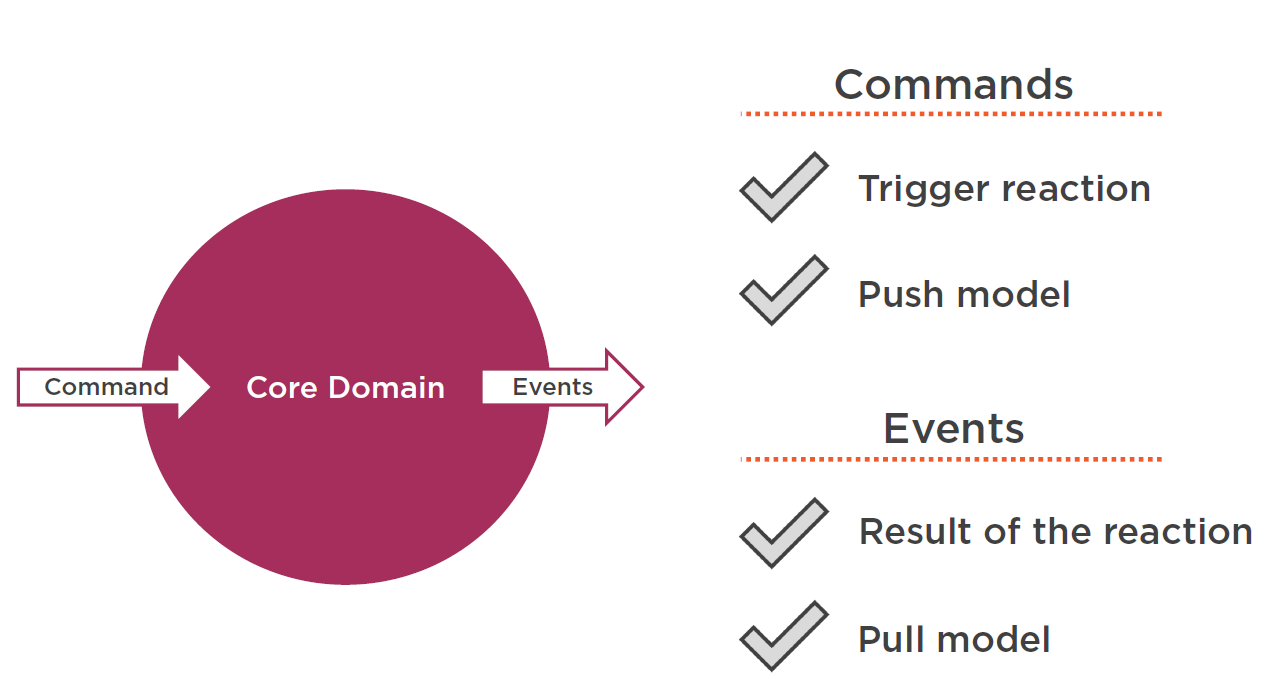 Command
Core Domain
Events
Commands
Trigger reaction
Push model
Events
Result of the reaction
Pull model